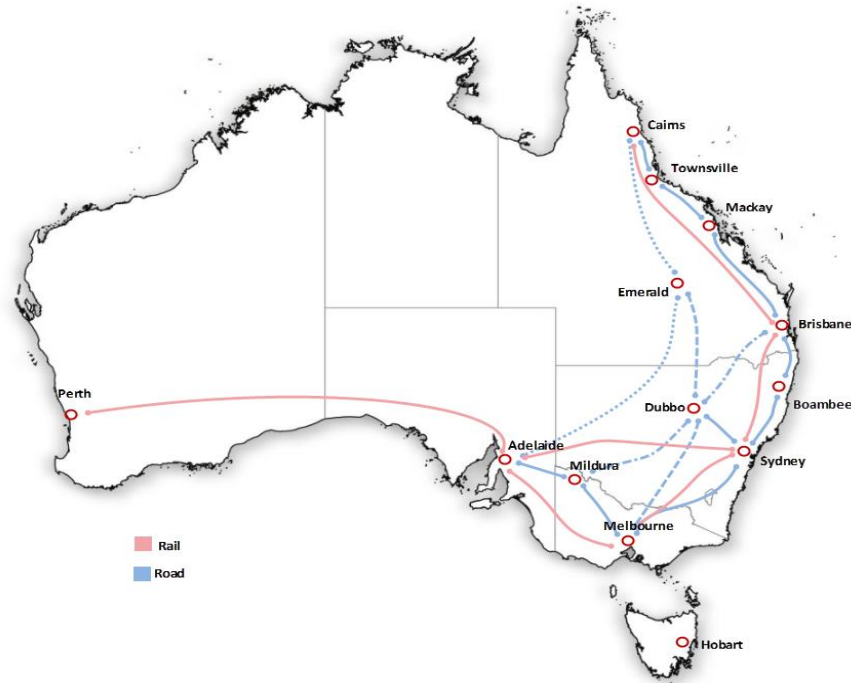 Cairns
Townsville
Mackay
Emerald
Brisbane
Perth
Dubbo
Boambee
Adelaide
Mildura
Sydney
Melbourne
Rail
Road
Hobart